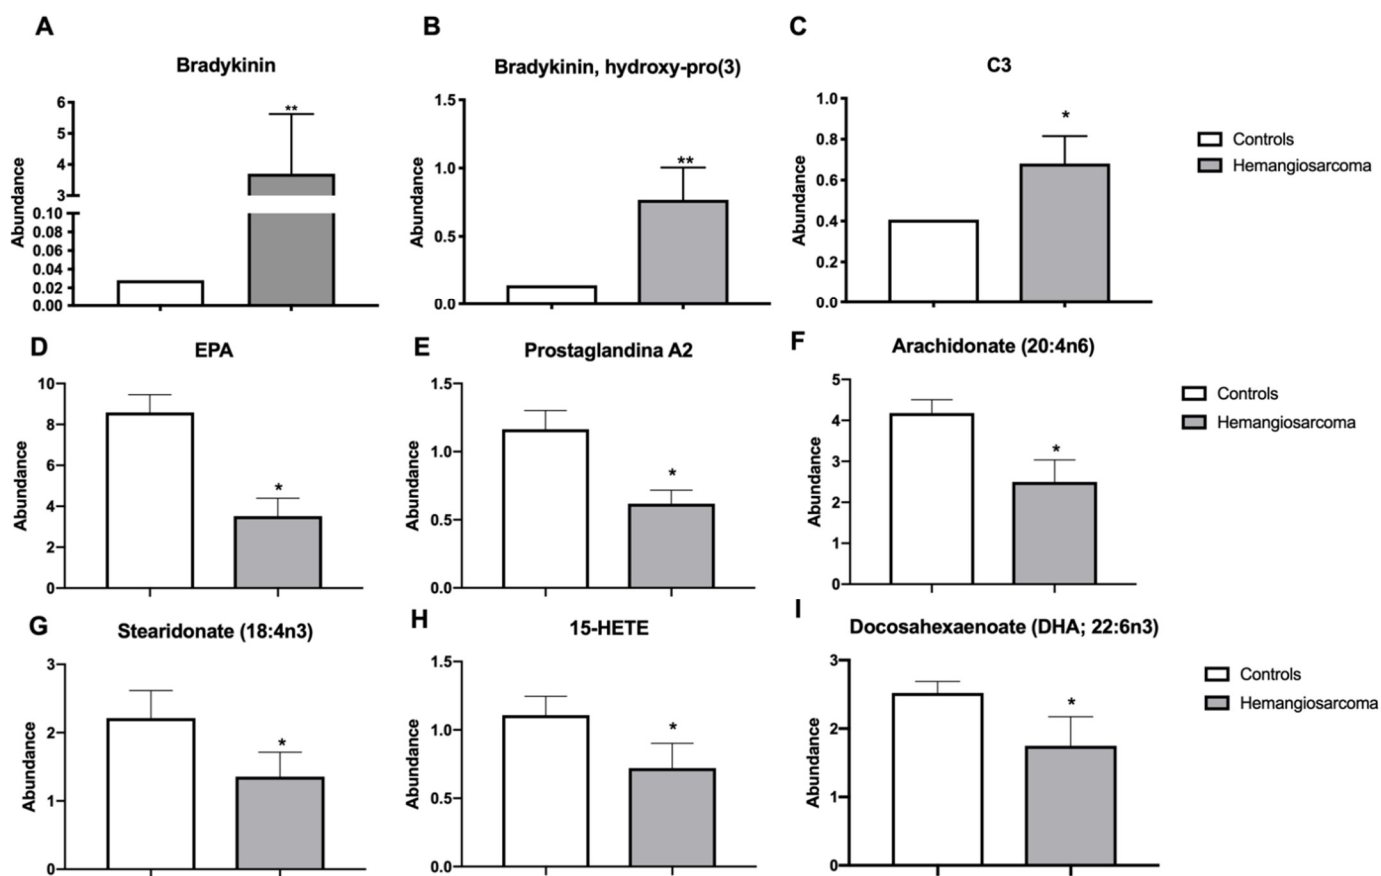 A
Bradykinin
Abundance
6
5
4
3
0.10
0.08
0.06
0.04
0.02
0.00
**
B
Bradykinin, hydroxy-pro(3)
Abundance
1.5
1.0
0.5
0.0
**
C
C3
Abundance
1.0
0.8
0.6
0.4
0.2
0.0
*
Controls
Hemangiosarcoma
D
EPA
Abundance
10
8
6
4
2
0
*
E
Prostaglandina A2
Abundance
1.5
1.0
0.5
0.0
*
F
Arachidonate (20:4n6)
Abundance
5
4
3
2
1
0
*
Controls
Hemangiosarcoma
G
Stearidonate (18:4n3)
Abundance
3
2
1
0
*
H
15-HETE
Abundance
1.5
1.0
0.5
0.0
*
I
Docosahexaenoate (DHA; 22:6n3)
Abundance
3
2
1
0
*
Controls
Hemangiosarcoma